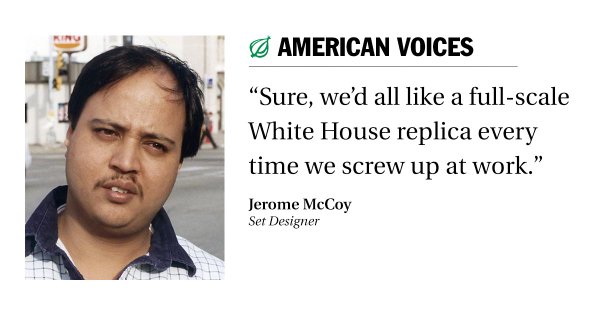 KING
AMERICAN VOICES
“Sure, we’d all like a full-scale
White House replica every
time we screw up at work.”
Jerome McCoy
Set Designer